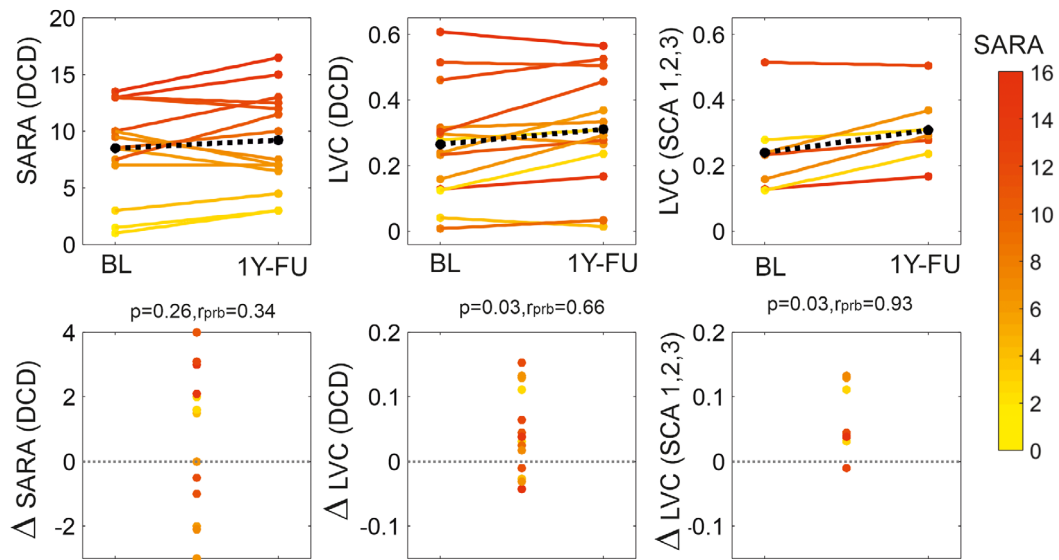 SARA (DCD)
20
15
10
5
0
BL
1Y-FU
LVC (DCD)
0.6
0.4
0.2
0
BL
1Y-FU
LVC (SCA 1,2,3)
0.6
0.4
0.2
0
BL
1Y-FU
SARA
16
14
12
10
8
6
4
2
0
p=0.26,rprb=0.34
Δ SARA (DCD)
4
2
0
-2
p=0.03,rprb=0.66
Δ LVC (DCD)
0.2
0.1
0
-0.1
p=0.03,rprb=0.93
Δ LVC (SCA 1,2,3)
0.2
0.1
0
-0.1